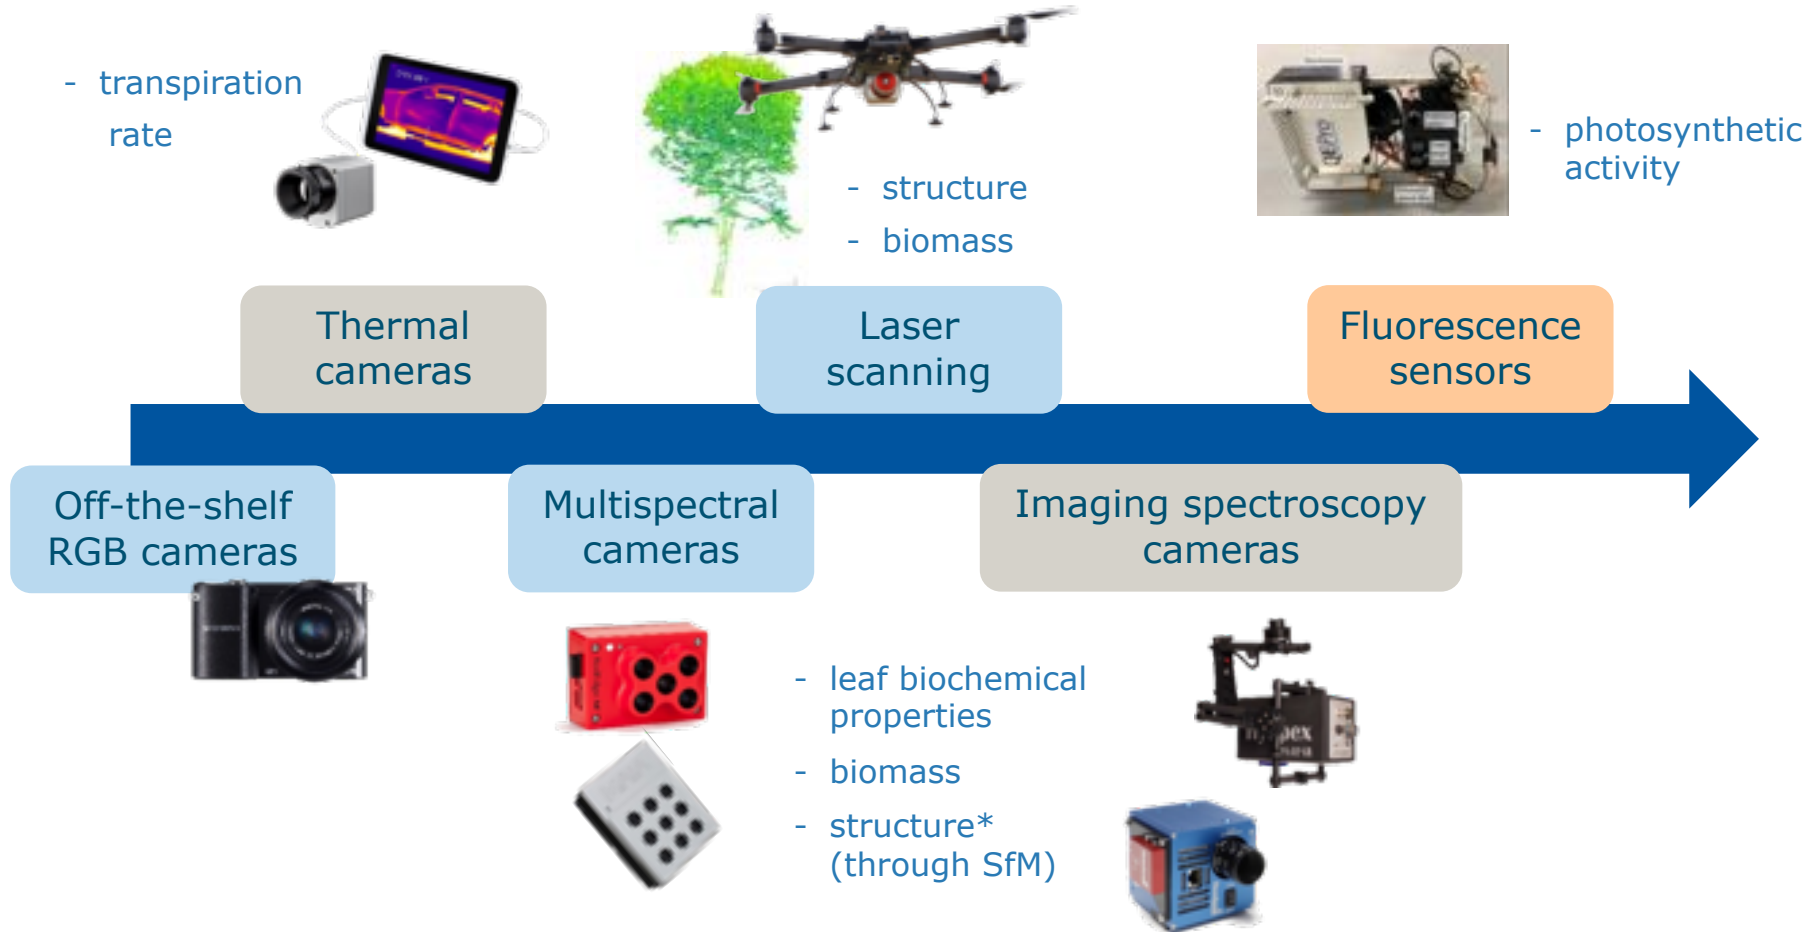 - transpiration
rate
- structure
- biomass
- photosynthetic
activity
Thermal
cameras
Laser
scanning
Fluorescence
sensors
Off-the-shelf
RGB cameras
Multispectral
cameras
Imaging spectroscopy
cameras
- leaf biochemical
properties
- biomass
- structure*
(through SfM)